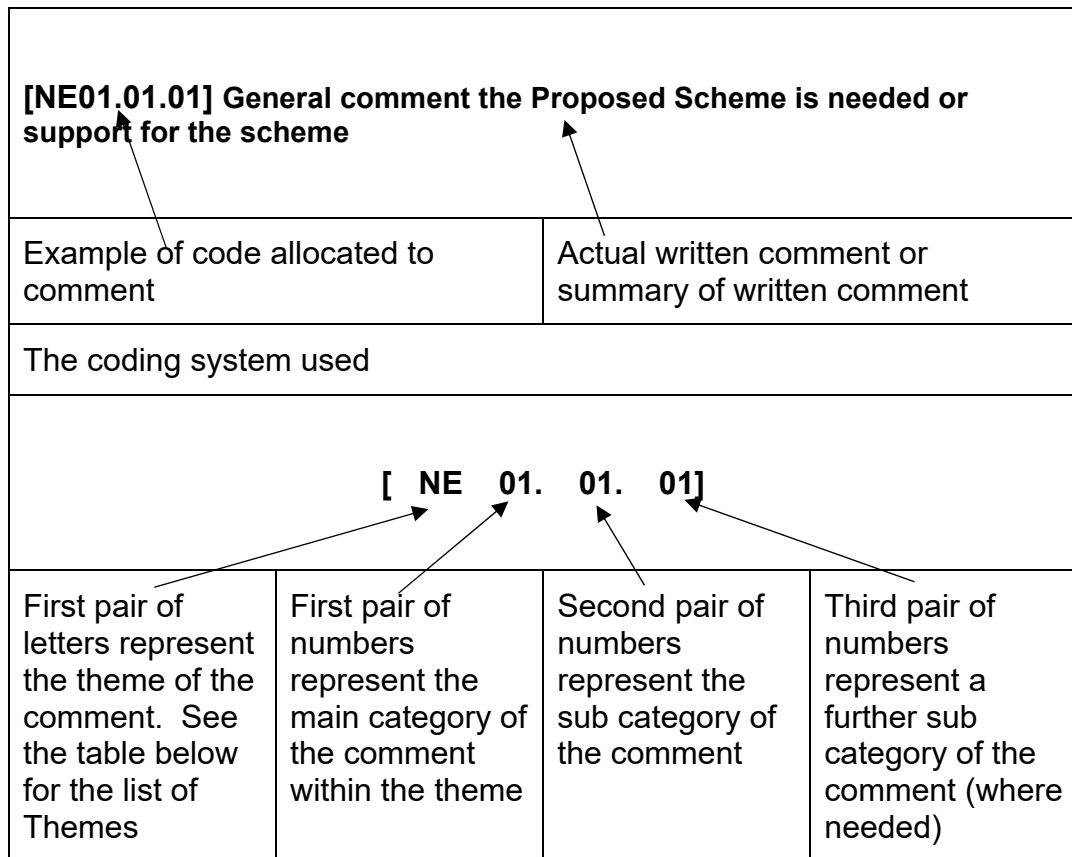 [NE01.01.01] General comment the Proposed Scheme is needed or
support for the scheme
Example of code allocated to
comment
Actual written comment or
summary of written comment
The coding system used
[ NE 01. 01. 01]
First pair of
letters represent
the theme of the
comment. See
the table below
for the list of
Themes
First pair of
numbers
represent the
main category of
the comment
within the theme
Second pair of
numbers
represent the
sub category of
the comment
Third pair of
numbers
represent a
further sub
category of the
comment (where
needed)